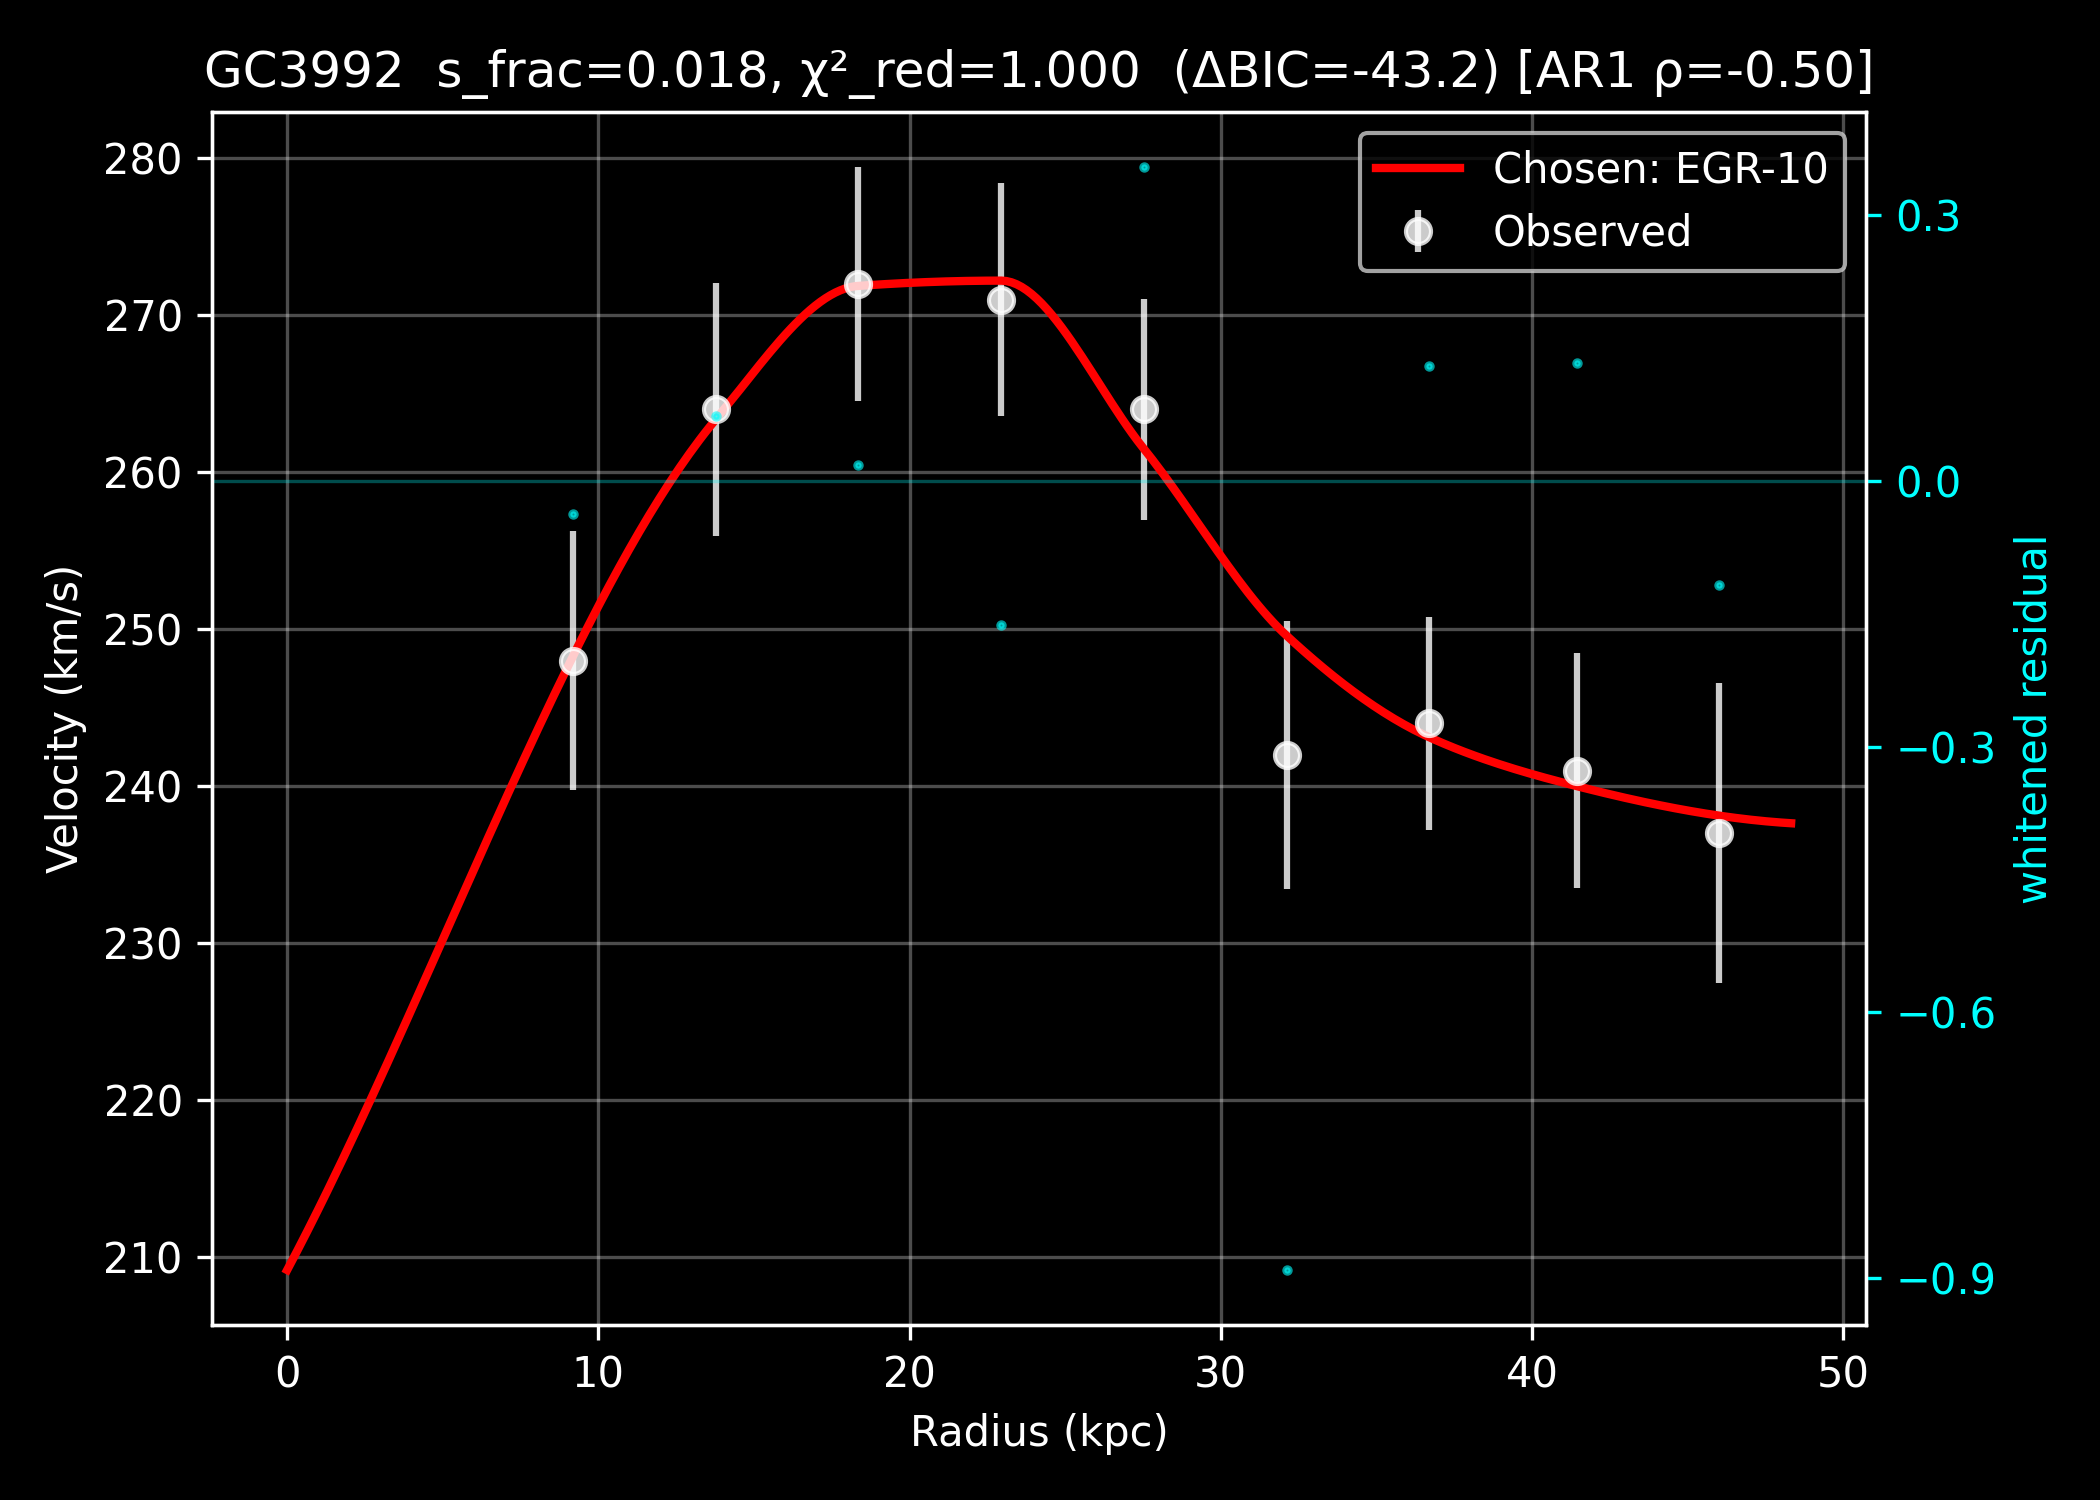 GC3992 s_frac=0.018, χ²_red=1.000 (ΔBIC=-43.2) [AR1 ρ=-0.50]
Chosen: EGR-10
Observed
Velocity (km/s)
280
270
260
250
240
230
220
210
0.3
0.0
−0.3
−0.6
−0.9
whitened residual
0 10 20 30 40 50
Radius (kpc)